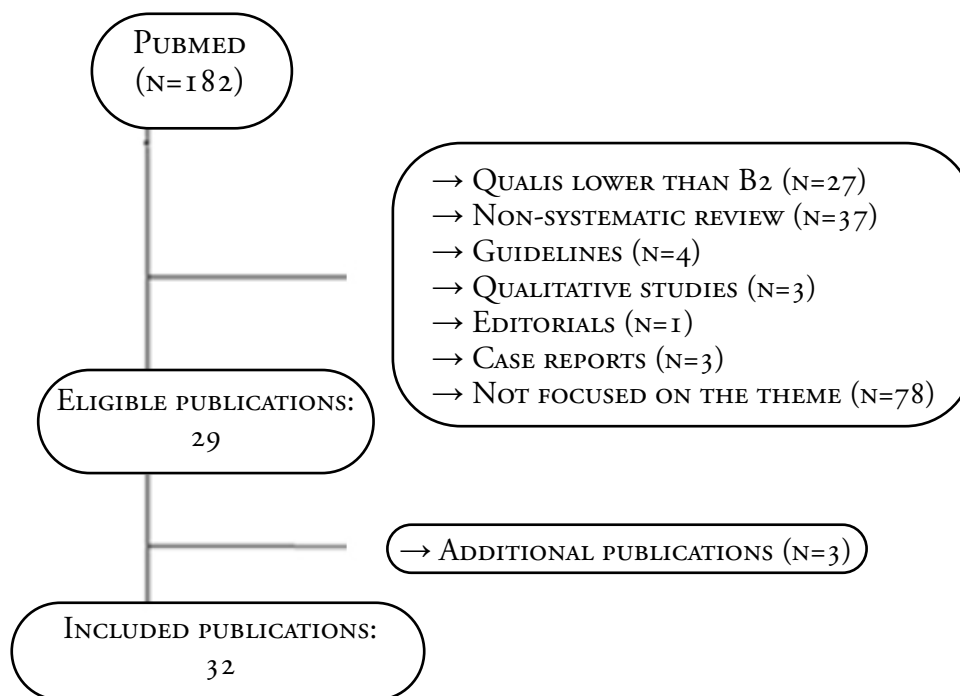 Pubmed
(n=182)
→ Qualis lower than B2 (n=27)
→ Non-systematic review (n=37)
→ Guidelines (n=4)
→ Qualitative studies (n=3)
→ Editorials (n=1)
→ Case reports (n=3)
→ Not focused on the theme (n=78)
Eligible publications:
29
→ Additional publications (n=3)
Included publications:
32